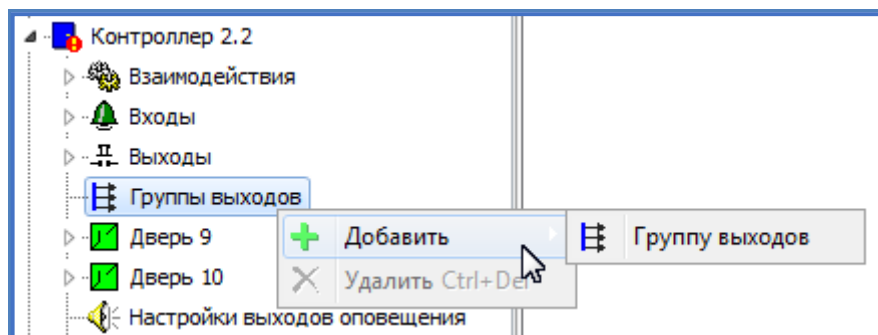 Контроллер 2.2
Взаимодействия
Входы
Выходы
Группы выходов
Дверь 9
Добавить
Группу выходов
Дверь 10
Удалить Ctrl+Del
Настройки выходов оповещения